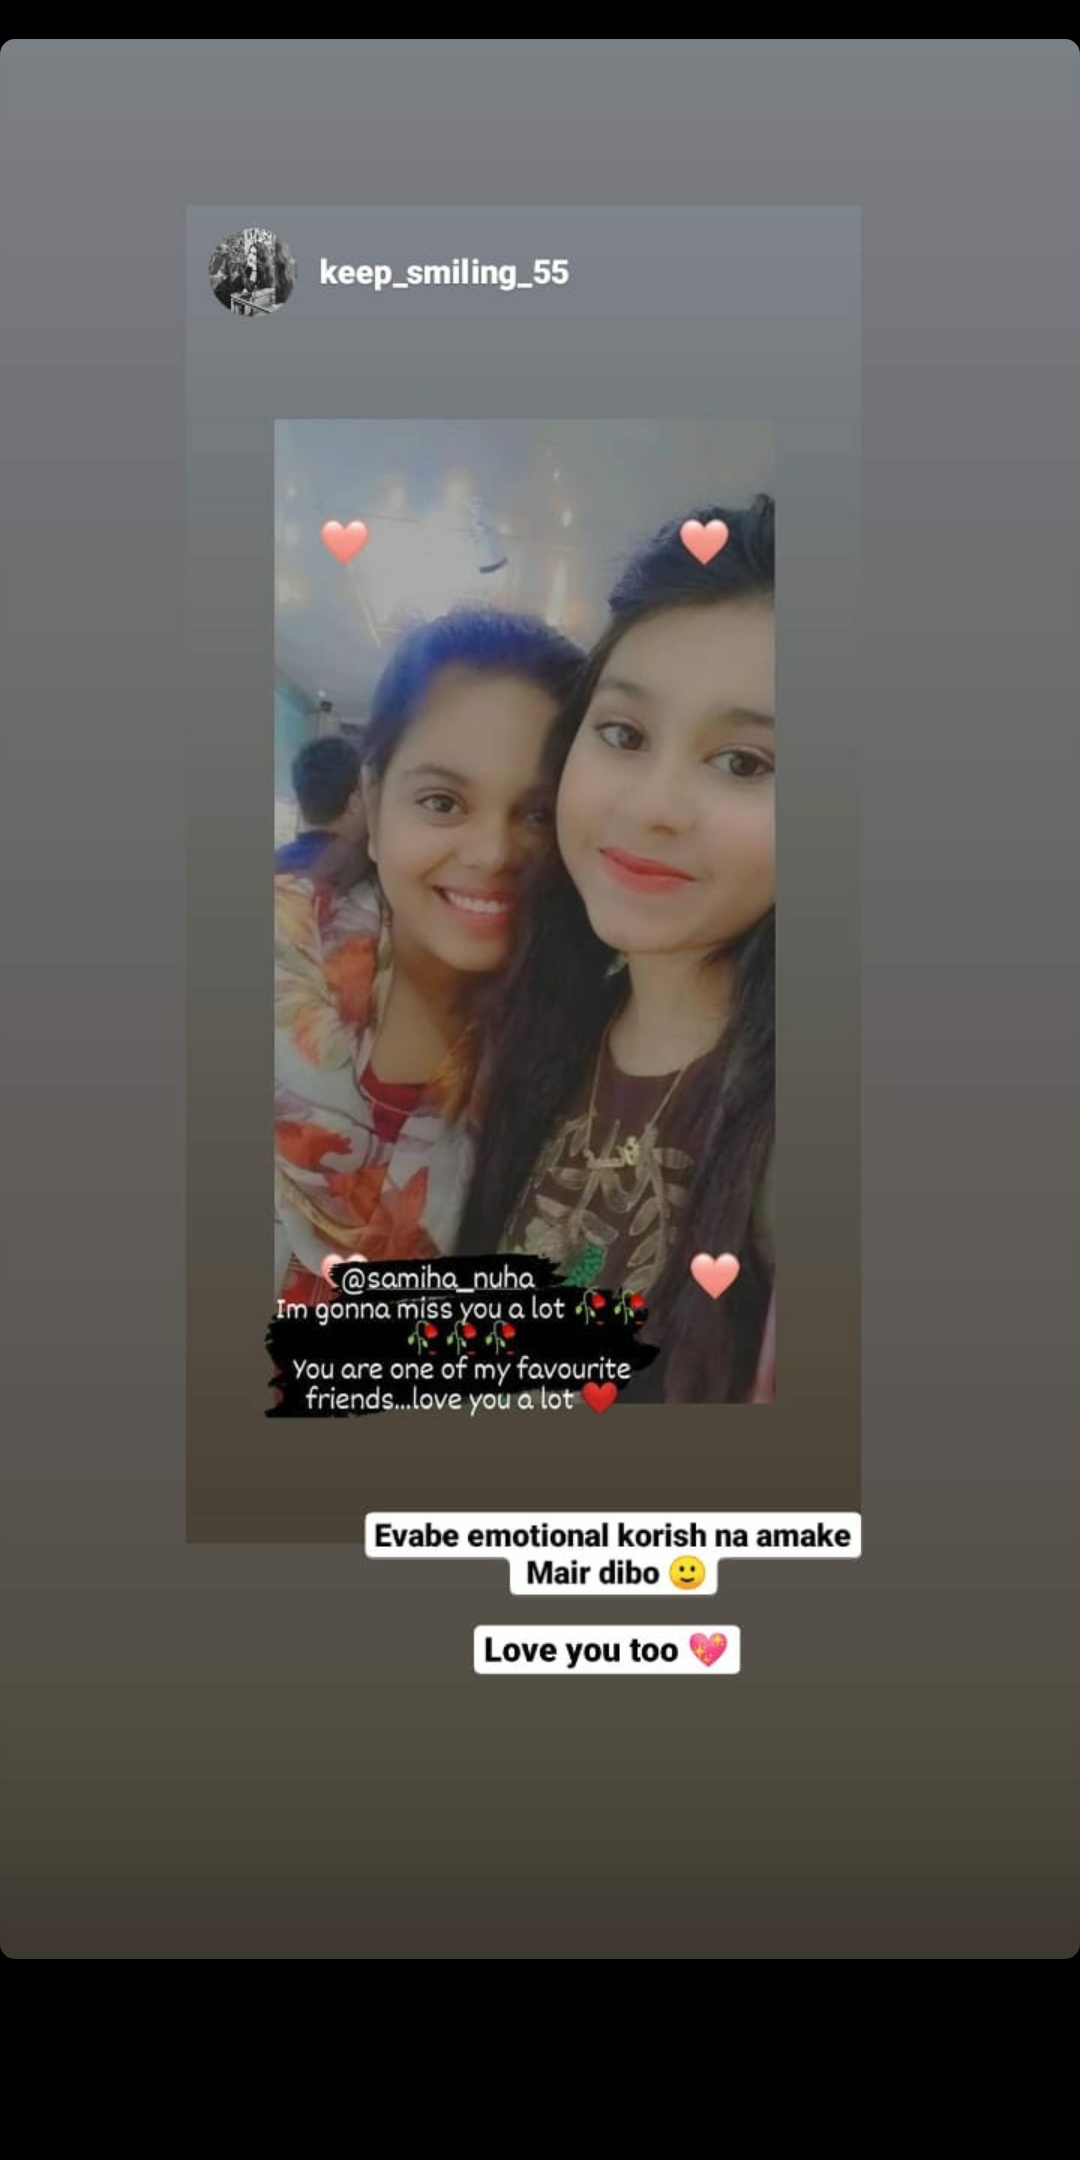 keep_smiling_55
@samiha_nuha
Im gonna miss you a lot 🥀🥀
🥀🥀🥀
You are one of my favourite
friends...love you a lot ❤️
Evabe emotional korish na amake
Mair dibo 🙂
Love you too 💖